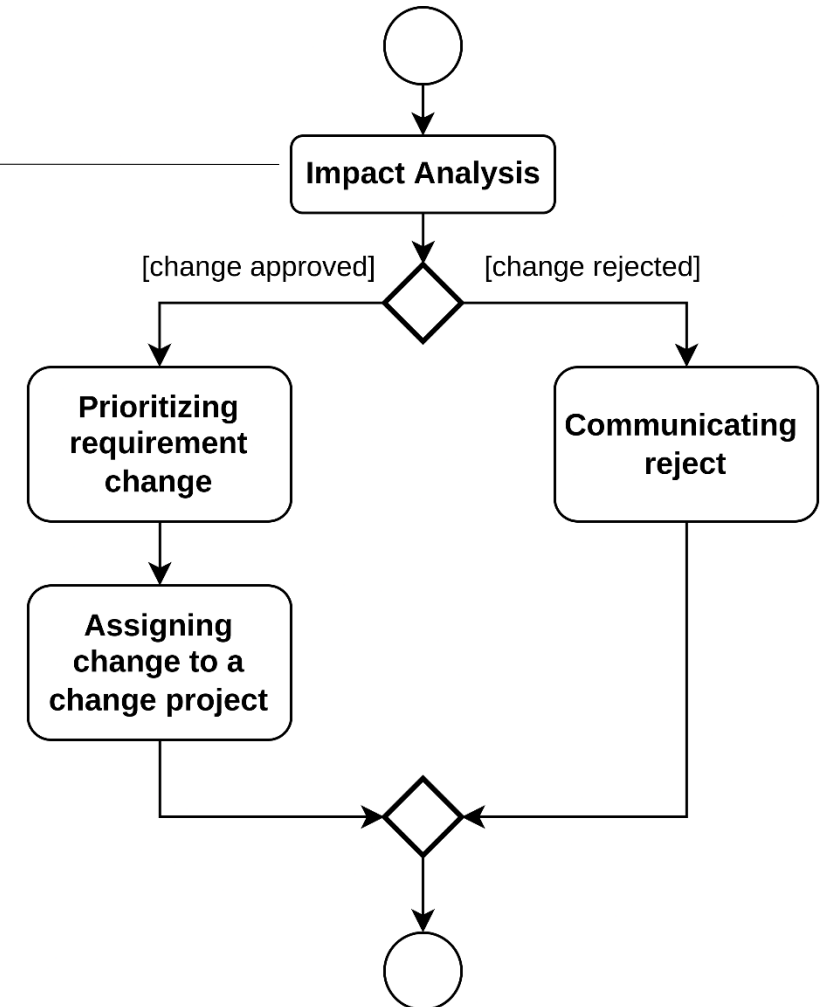 Impact Analysis
[change approved]
[change rejected]
Prioritizing
requirement
change
Communicating
reject
Assigning
change to a
change project